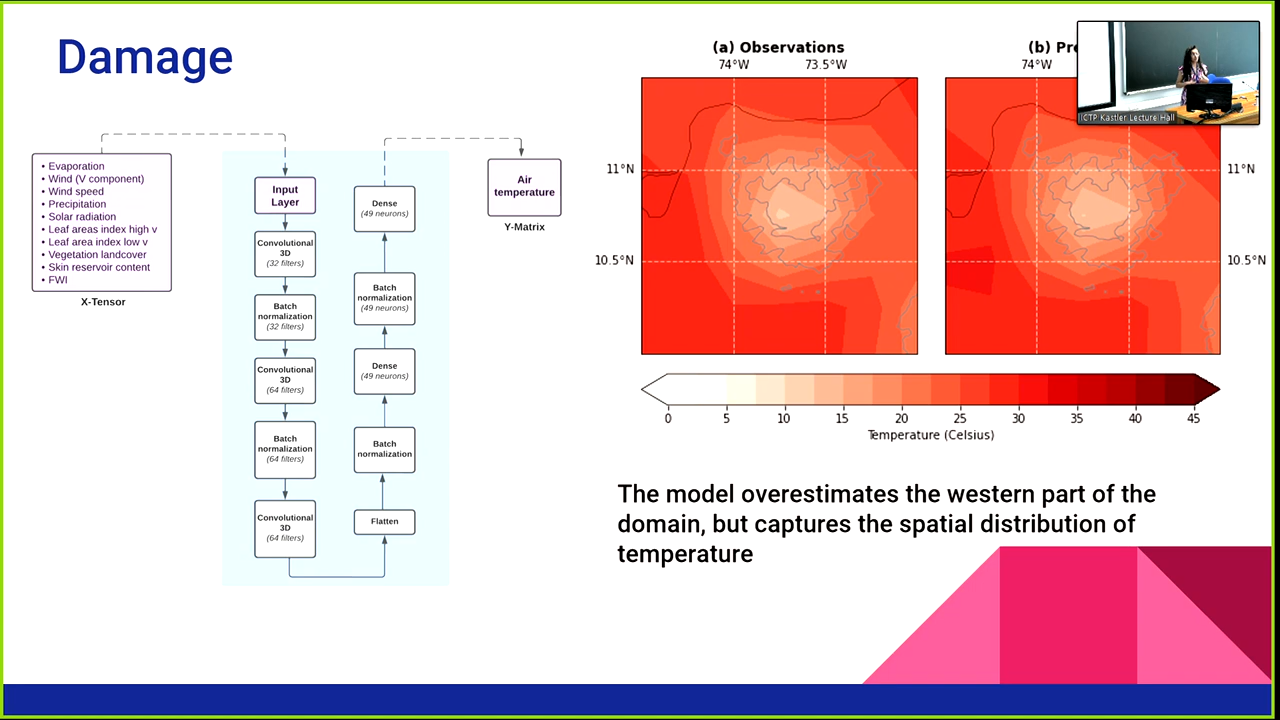 Damage
• Evaporation
• Wind (V component)
• Wind speed
• Precipitation
• Solar radiation
• Leaf areas index high v
• Leaf area index low v
• Vegetation landcover
• Skin reservoir content
• FWI
X-Tensor
Input
Layer
Convolutional
3D
(32 filters)
Batch
normalization
(32 filters)
Convolutional
3D
(64 filters)
Batch
normalization
(64 filters)
Convolutional
3D
(64 filters)
Dense
(49 neurons)
Batch
normalization
(49 neurons)
Dense
(49 neurons)
Batch
normalization
Flatten
Air
temperature
Y-Matrix
(a) Observations
74°W 73.5°W
11°N
10.5°N
(b) Pre
74°W
11°N
10.5°N
ICTP Kastler Lecture Hall
0 5 10 15 20 25 30 35 40 45
Temperature (Celsius)
The model overestimates the western part of the
domain, but captures the spatial distribution of
temperature